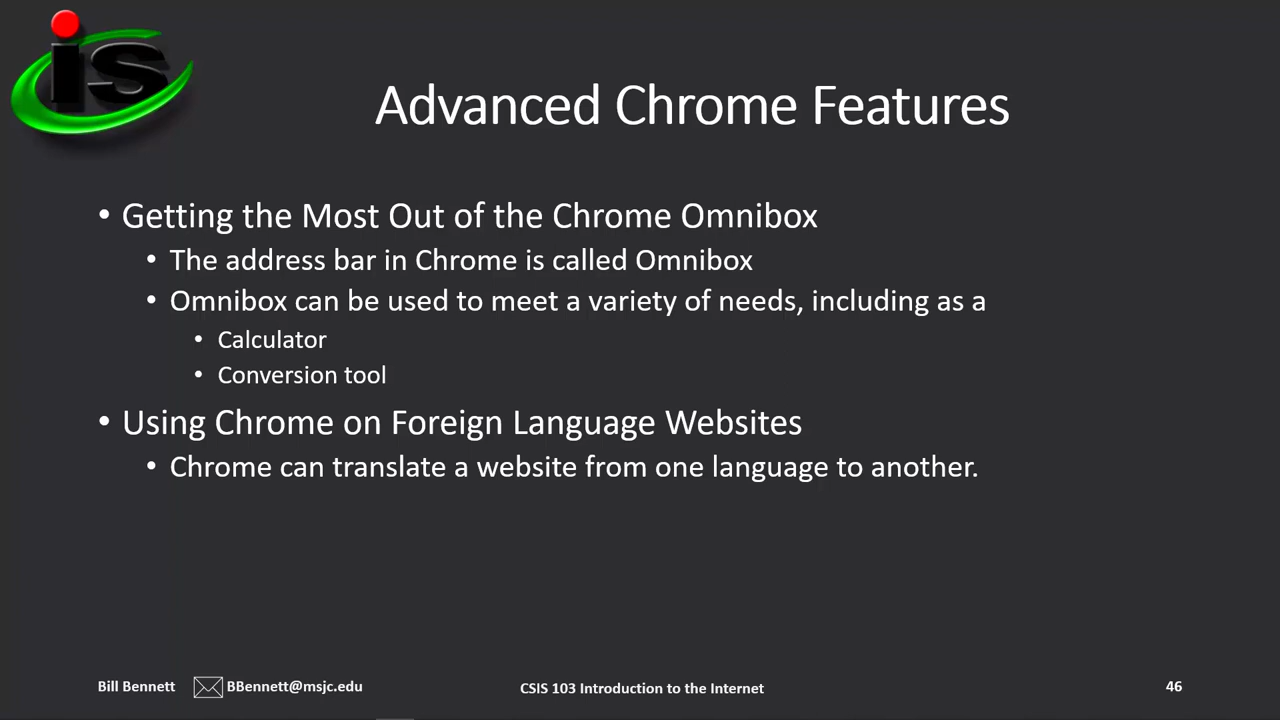 is
Advanced Chrome Features
• Getting the Most Out of the Chrome Omnibox
• The address bar in Chrome is called Omnibox
• Omnibox can be used to meet a variety of needs, including as a
• Calculator
• Conversion tool
• Using Chrome on Foreign Language Websites
• Chrome can translate a website from one language to another.
Bill Bennett BBennett@msjc.edu CSIS 103 Introduction to the Internet 46